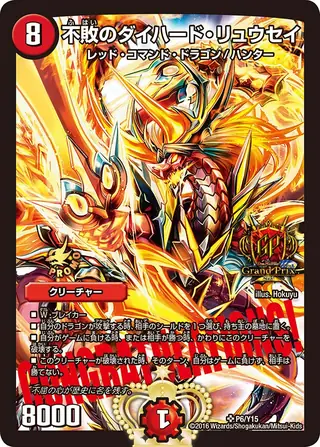 8
ふはい
不敗のダイハード・リュウセイ
レッド・コマンド・ドラゴン/ハンター
PRO
GP
Grand Prix
illus. Hokuyu
クリーチャー
■ W・ブレイカー
■ 自分のドラゴンが攻撃する時、相手のシールドを1つ選び、持ち主の墓地に置く。
■ 自分がゲームに負ける時、または相手が勝つ時、かわりにこのクリーチャーを
破壊する。
■ このクリーチャーが破壊された時、そのターン、自分はゲームに負けず、相手は
勝てない。
「不敗の心が歴史に名を残す。
8000
1
P6/Y15
©2016 Wizards/Shogakukan/Mitsui-Kids